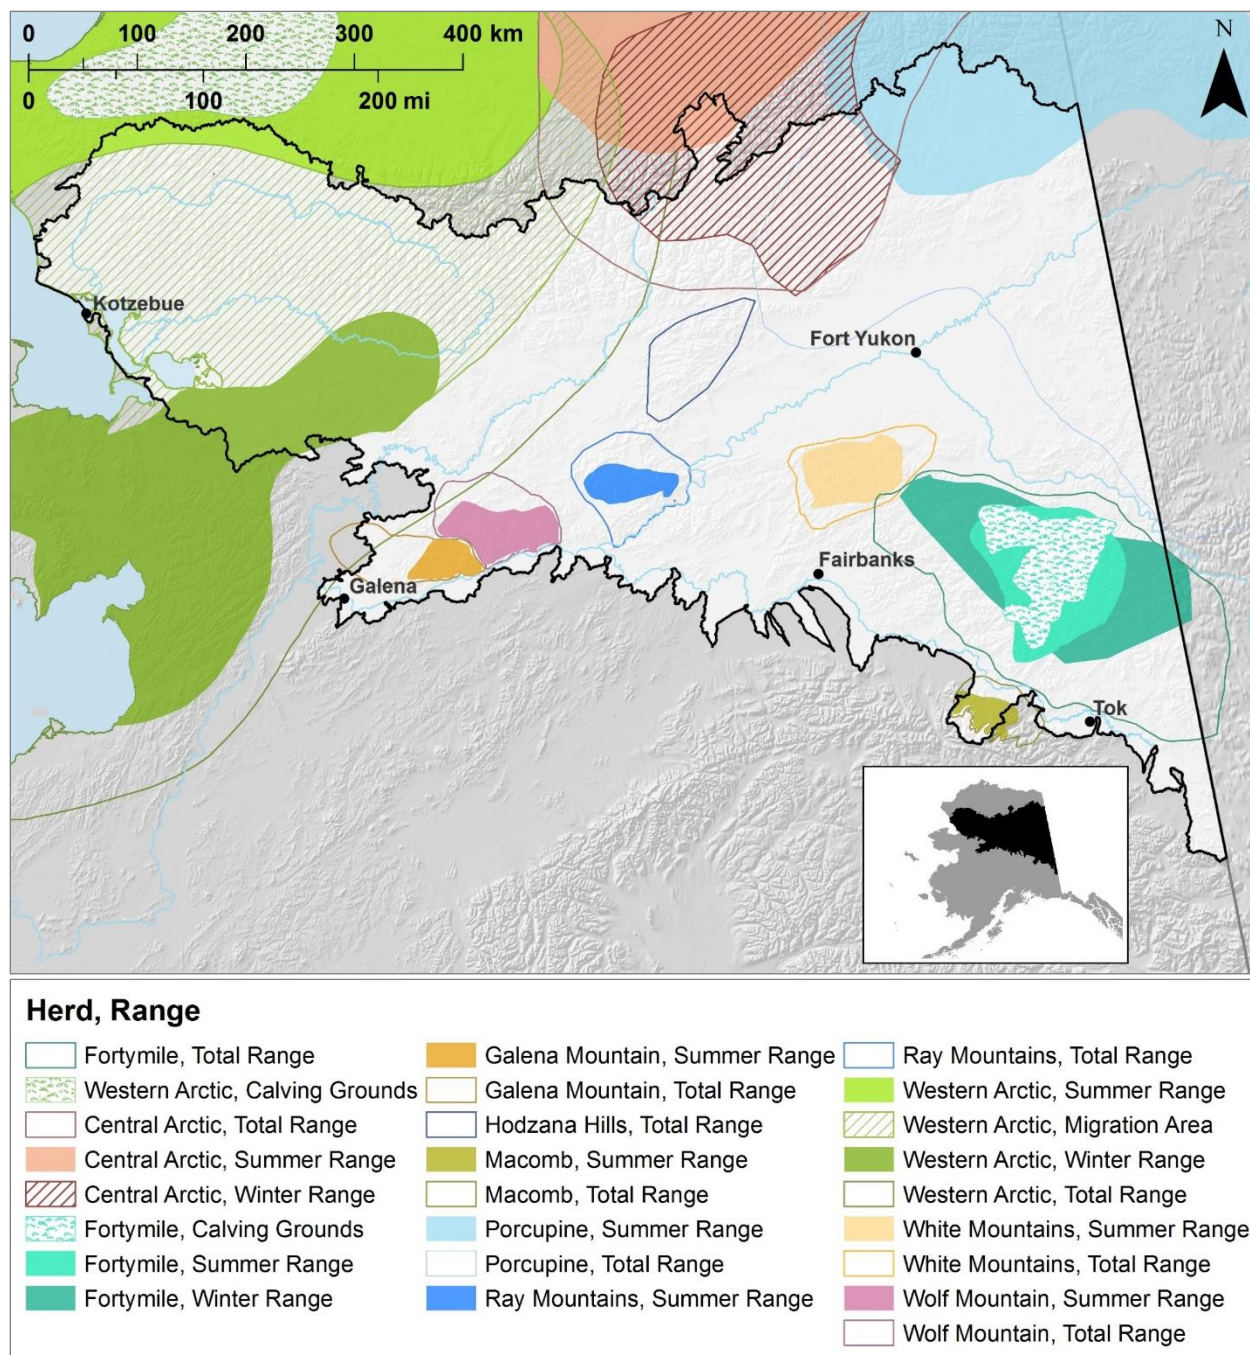 0 100 200 300 400 km
0 100 200 mi
N
Kotzebue
Fort Yukon
Fairbanks
Galena
Tok
Herd, Range
Fortymile, Total Range
Western Arctic, Calving Grounds
Central Arctic, Total Range
Central Arctic, Summer Range
Central Arctic, Winter Range
Fortymile, Calving Grounds
Fortymile, Summer Range
Fortymile, Winter Range
Galena Mountain, Summer Range
Galena Mountain, Total Range
Hodzana Hills, Total Range
Macomb, Summer Range
Macomb, Total Range
Porcupine, Summer Range
Porcupine, Total Range
Ray Mountains, Summer Range
Ray Mountains, Total Range
Western Arctic, Summer Range
Western Arctic, Migration Area
Western Arctic, Winter Range
Western Arctic, Total Range
White Mountains, Summer Range
White Mountains, Total Range
Wolf Mountain, Summer Range
Wolf Mountain, Total Range